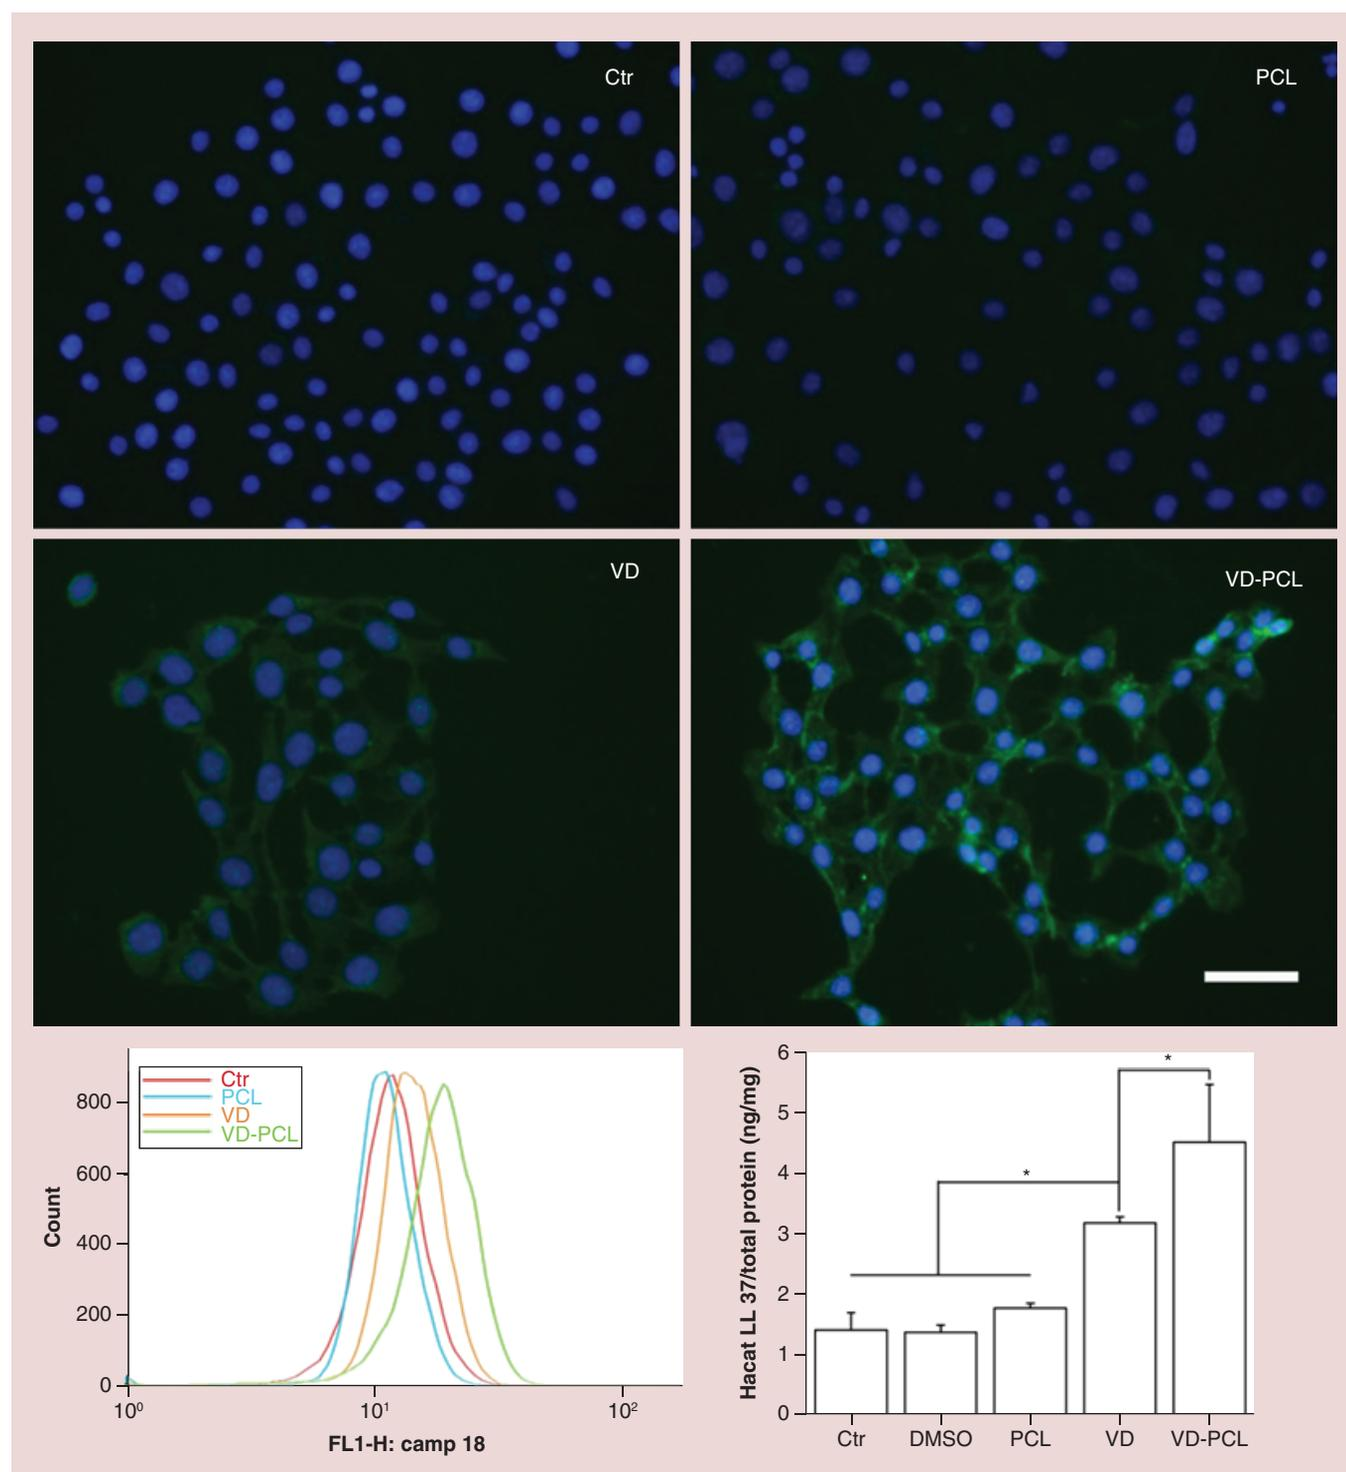 Ctr
PCL
VD
VD-PCL
Ctr
PCL
VD
VD-PCL
800
600
400
200
0
Count
10⁰
10¹
10²
FL1-H: camp 18
6
5
4
3
2
1
0
Hacat LL 37/total protein (ng/mg)
*
*
Ctr
DMSO
PCL
VD
VD-PCL